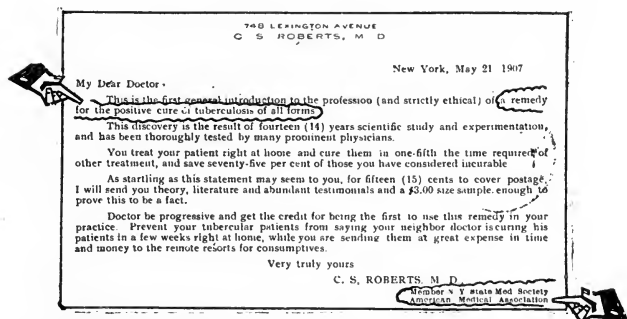 748 LEXINGTON AVENUE
C S ROBERTS, M D
New York, May 21 1907
My Dear Doctor
This is the first general introduction to the profession (and strictly ethical) of a remedy
for the positive cure of tuberculosis of all forms
This discovery is the result of fourteen (14) years scientific study and experimentation,
and has been thoroughly tested by many prominent physicians.
You treat your patient right at home and cure them in one-fifth the time required of
other treatment, and save seventy-five per cent of those you have considered incurable
As startling as this statement may seem to you, for fifteen (15) cents to cover postage,
I will send you theory, literature and abundant testimonials and a $3.00 size sample. enough to
prove this to be a fact.
Doctor be progressive and get the credit for being the first to use this remedy in your
practice. Prevent your tubercular patients from saying your neighbor doctor is curing his
patients in a few weeks right at home, while you are sending them at great expense in time
and money to the remote resorts for consumptives.
Very truly yours
C. S. ROBERTS, M D
Member N Y State Med Society
American Medical Association